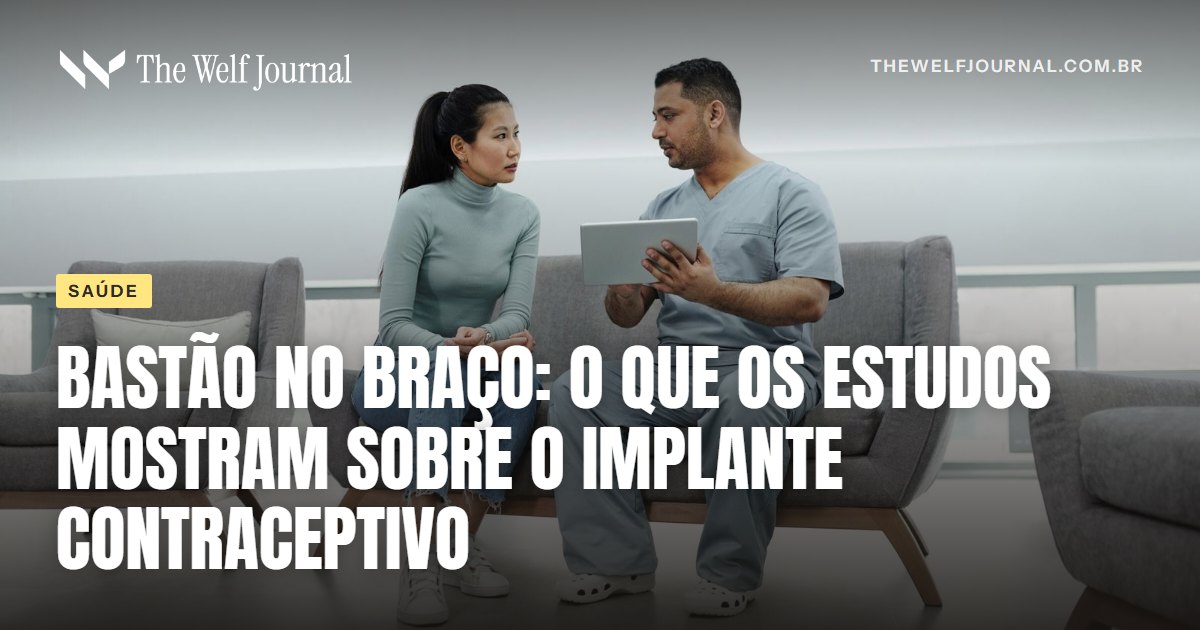 The Welf Journal
THEWELFJOURNAL.COM.BR
SAÚDE
BASTÃO NO BRAÇO: O QUE OS ESTUDOS
MOSTRAM SOBRE O IMPLANTE
CONTRACEPTIVO